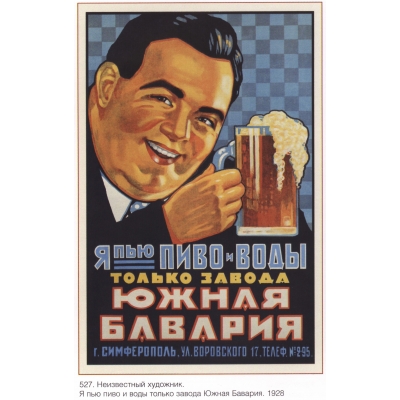 Я пью ПИВО и ВОДЫ
ТОЛЬКО ЗАВОДА
ЮЖНАЯ
БАВАРИЯ
г. СИМФЕРОПОЛЬ, УЛ. ВОРОВСКОГО 17. ТЕЛЕФ № 2-95
527. Неизвестный художник.
Я пью пиво и воды только завода Южная Бавария. 1928